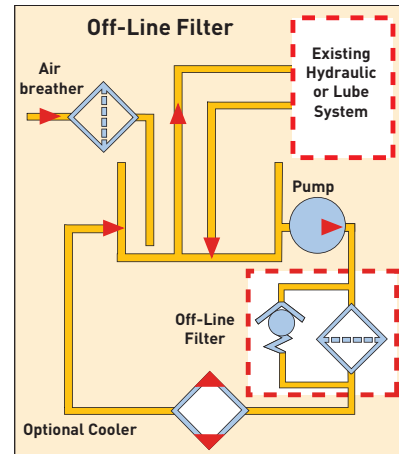 Off-Line Filter
Air
breather
Existing
Hydraulic
or Lube
System
Pump
Off-Line
Filter
Optional Cooler